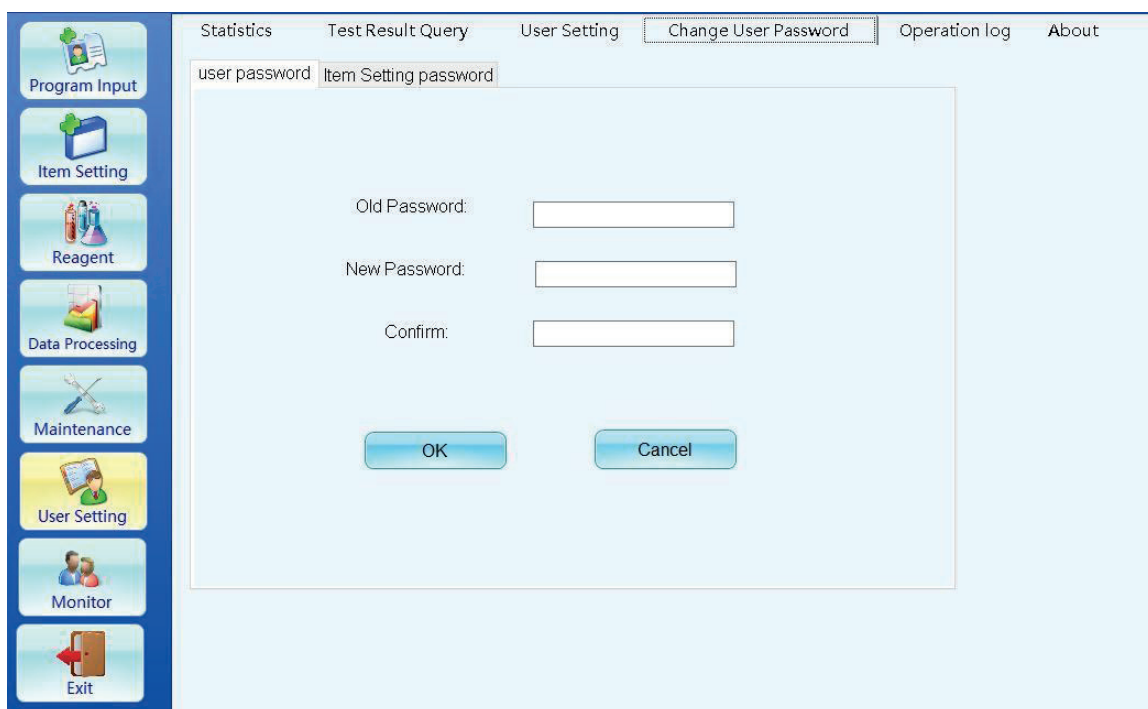 Statistics Test Result Query User Setting Change User Password Operation log About
user password Item Setting password
Program Input
Item Setting
Reagent
Data Processing
Maintenance
User Setting
Monitor
Exit
Old Password:
New Password:
Confirm:
OK Cancel